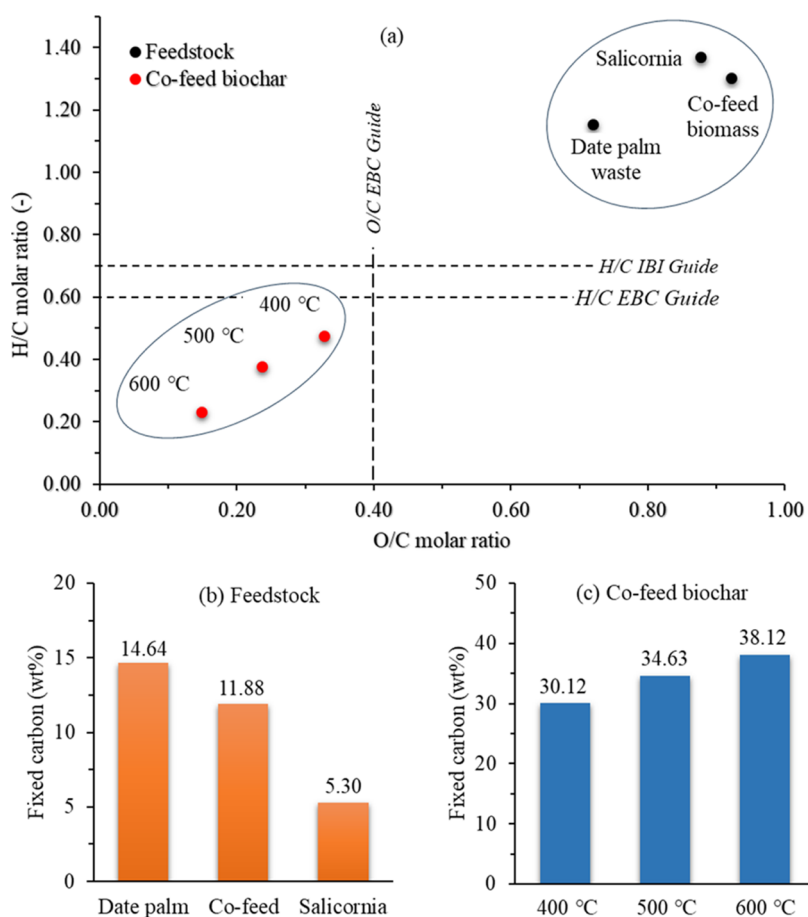 (a)
Feedstock
Co-feed biochar
Salicornia
Co-feed
biomass
Date palm
waste
O/C EBC Guide
H/C IBI Guide
H/C EBC Guide
400 °C
500 °C
600 °C
H/C molar ratio (-)
1.40
1.20
1.00
0.80
0.60
0.40
0.20
0.00
0.00 0.20 0.40 0.60 0.80 1.00
O/C molar ratio
(b) Feedstock
Fixed carbon (wt%)
20
15
10
5
0
14.64
11.88
5.30
Date palm Co-feed Salicornia
(c) Co-feed biochar
Fixed carbon (wt%)
50
40
30
20
10
0
30.12
34.63
38.12
400 °C 500 °C 600 °C